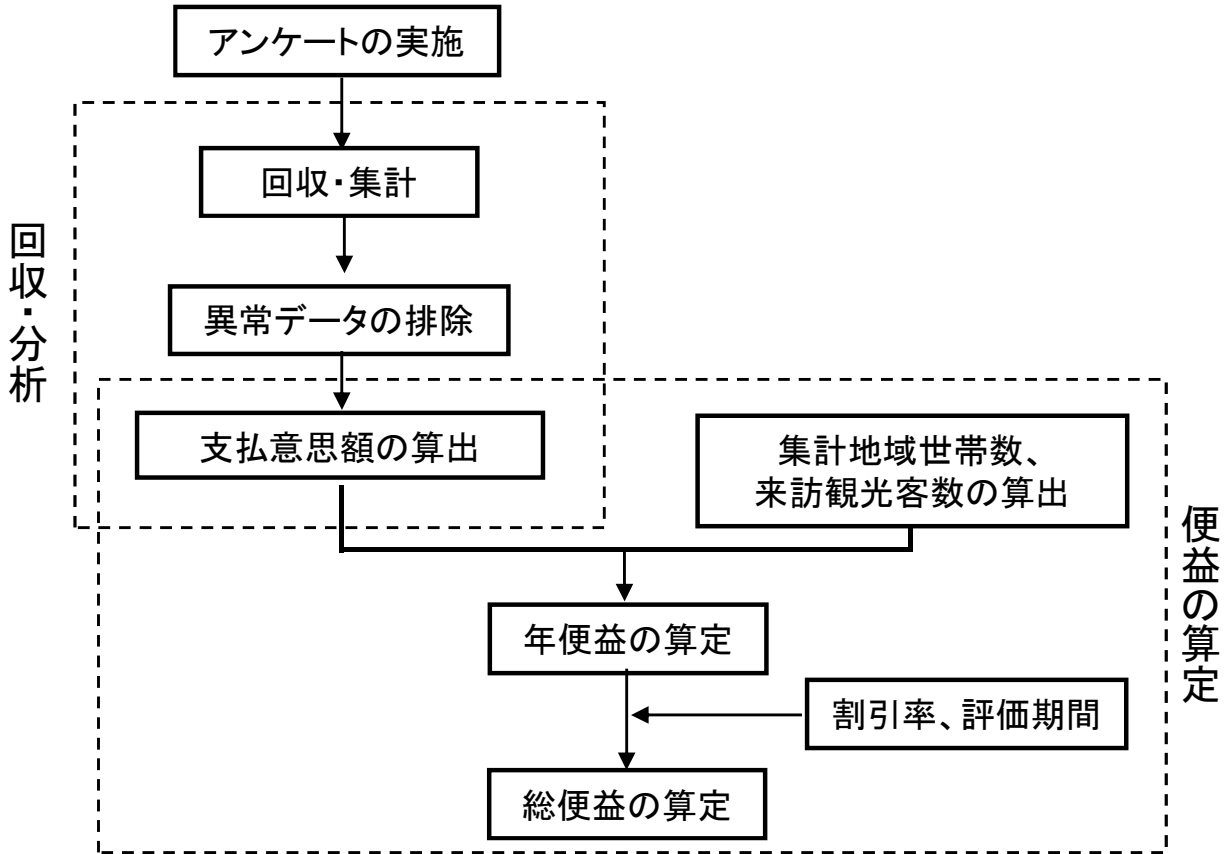 アンケートの実施
回収・集計
異常データの排除
回収・分析
支払意思額の算出
集計地域世帯数、
来訪観光客数の算出
年便益の算定
割引率、評価期間
総便益の算定
便益の算定